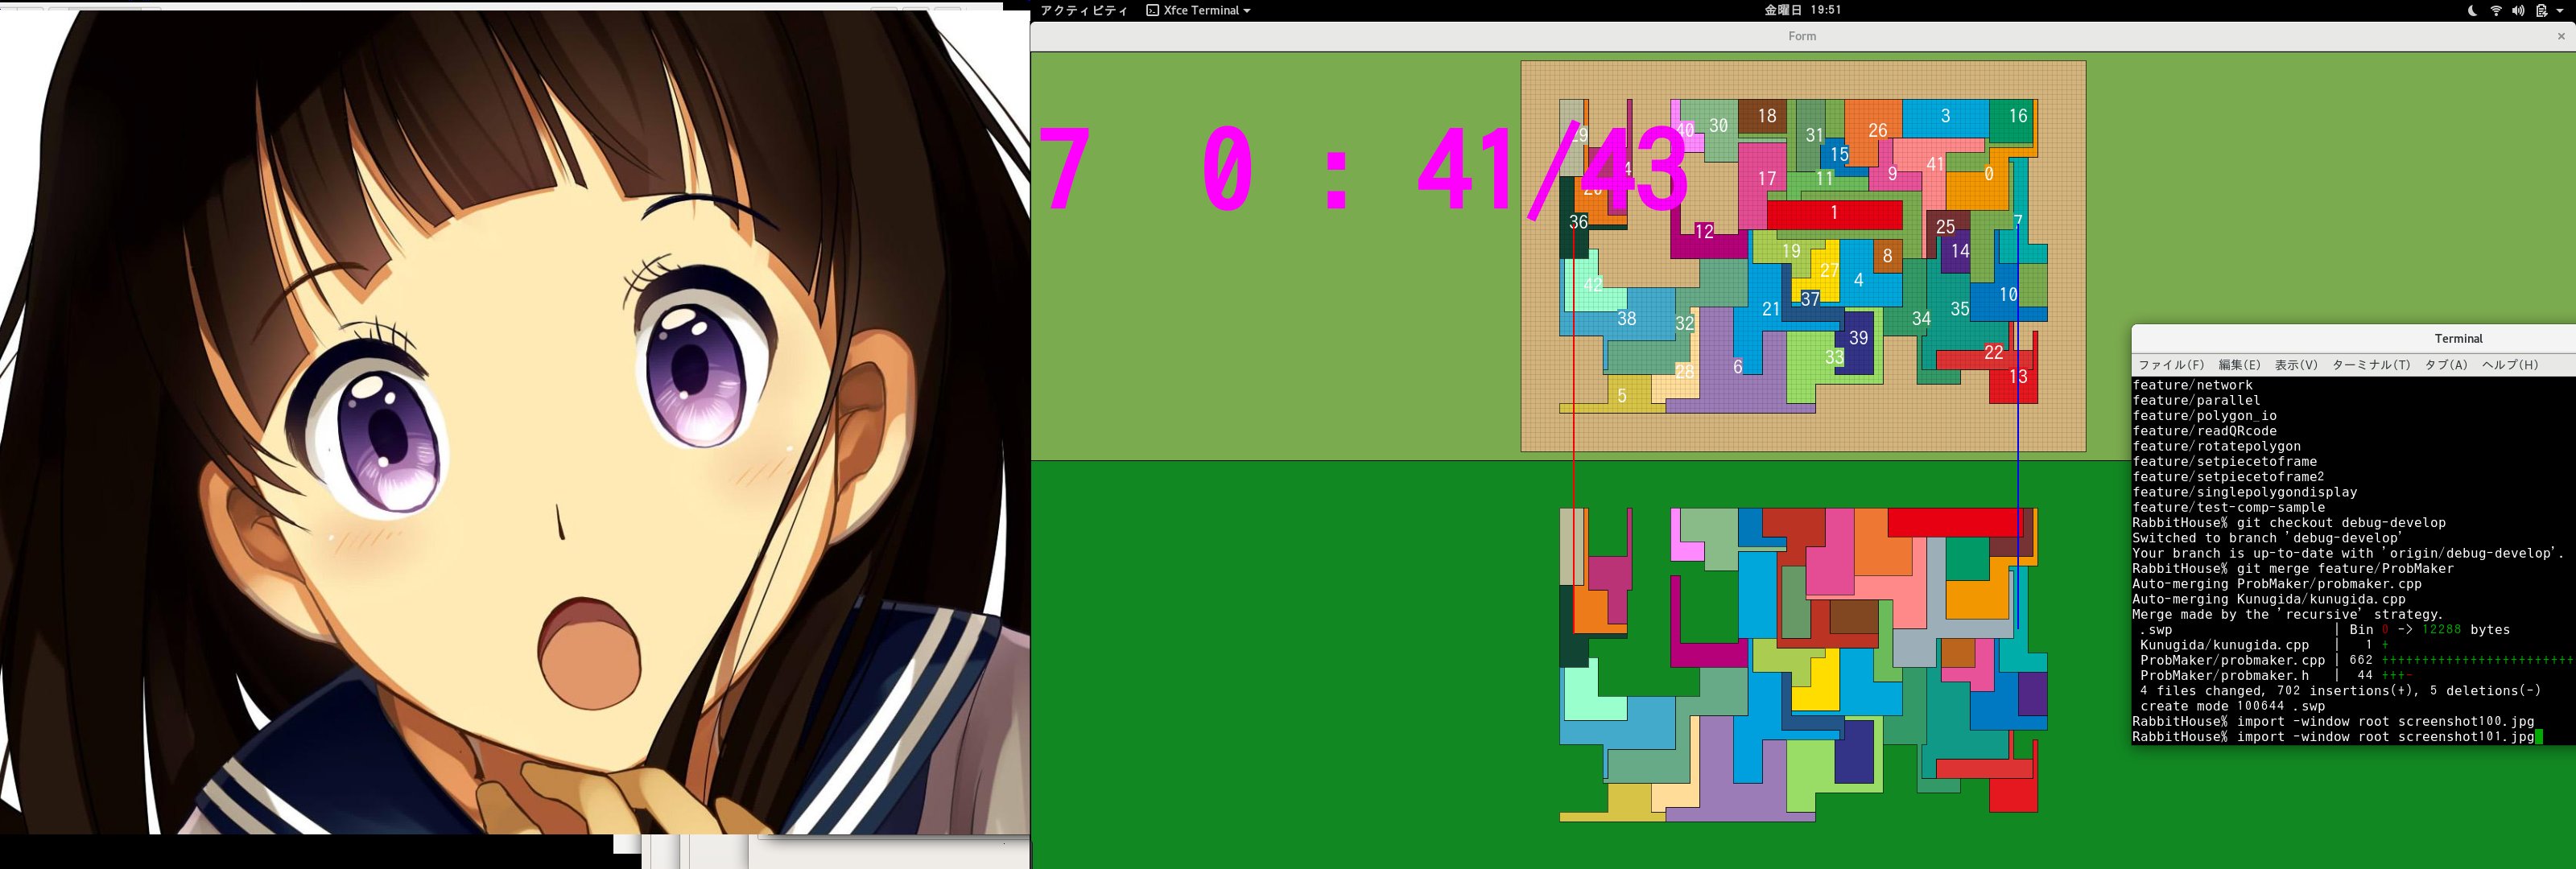 アクティビティ Xfce Terminal 金曜日 19:51
Form
7 0 : 41/43
18 3 16
40 30 31 26
15 41
17 11 9 0
36 1 7
12 25
19 8 14
42 27 4
37 10
38 32 21 34 35
39
6 33 22
28 13
5
Terminal
ファイル(F) 編集(E) 表示(V) ターミナル(T) タブ(A) ヘルプ(H)
feature/network
feature/parallel
feature/polygon_io
feature/readQRcode
feature/rotatepolygon
feature/setpiecetoframe
feature/setpiecetoframe2
feature/singlepolygondisplay
feature/test-comp-sample
RabbitHouse% git checkout debug-develop
Switched to branch 'debug-develop'
Your branch is up-to-date with 'origin/debug-develop'.
RabbitHouse% git merge feature/ProbMaker
Auto-merging ProbMaker/probmaker.cpp
Auto-merging Kunugida/kunugida.cpp
Merge made by the 'recursive' strategy.
.swp | Bin 0 -> 12288 bytes
Kunugida/kunugida.cpp | 1 +
ProbMaker/probmaker.cpp | 662 ++++++++++++++++++++++++
ProbMaker/probmaker.h | 44 +++-
4 files changed, 702 insertions(+), 5 deletions(-)
create mode 100644 .swp
RabbitHouse% import -window root screenshot100.jpg
RabbitHouse% import -window root screenshot101.jpg